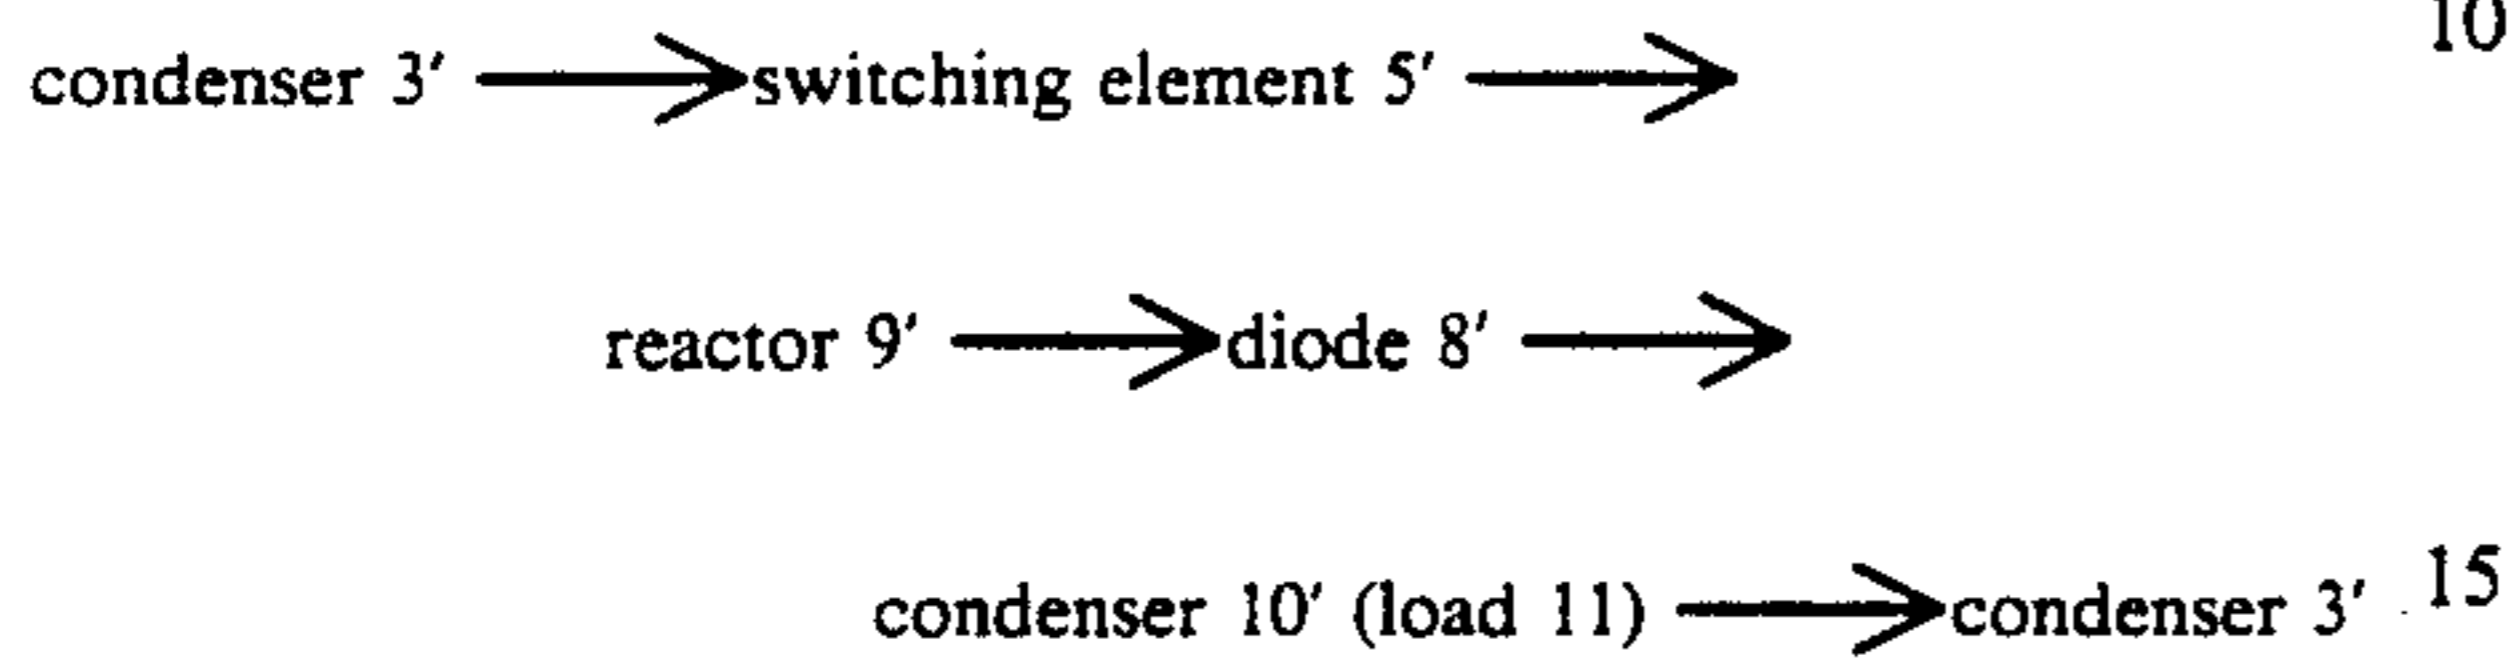 10
condenser 3′ ⟶ switching element 5′ ⟶
reactor 9′ ⟶ diode 8′ ⟶
condenser 10′ (load 11) ⟶ condenser 3′ 15